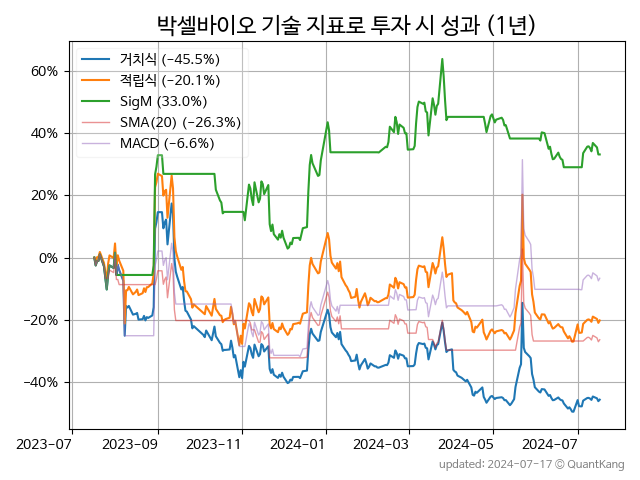 박셀바이오 기술 지표로 투자 시 성과 (1년)
거치식 (−45.5%)
적립식 (−20.1%)
SigM (33.0%)
SMA(20) (−26.3%)
MACD (−6.6%)
60%
40%
20%
0%
−20%
−40%
2023-07 2023-09 2023-11 2024-01 2024-03 2024-05 2024-07
updated: 2024-07-17 © QuantKang